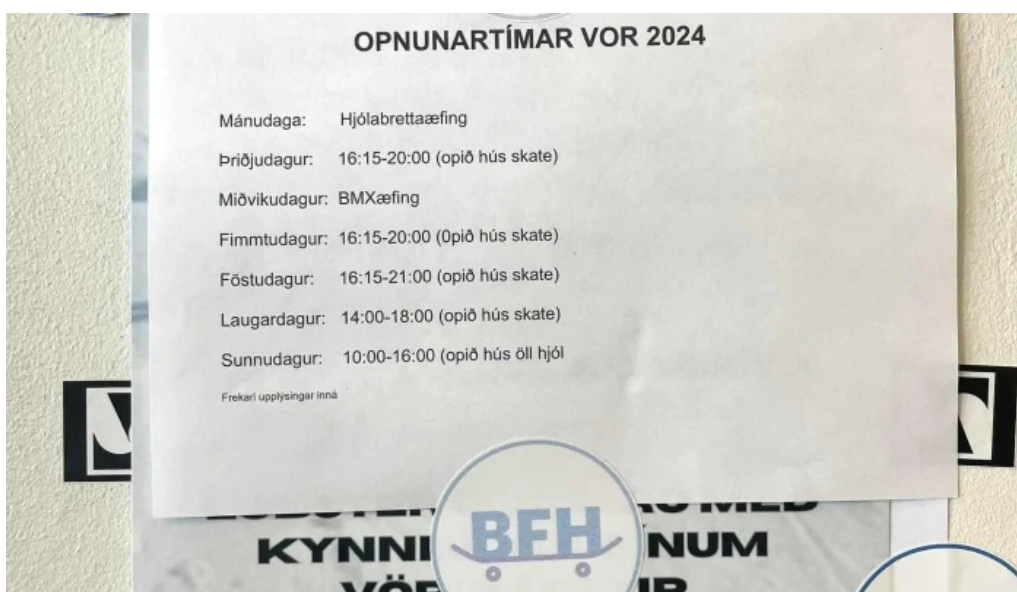 OPNUNARTÍMAR VOR 2024
Mánudaga: Hjólabrettaæfing
Þriðjudagur: 16:15-20:00 (opið hús skate)
Miðvikudagur: BMXæfing
Fimmtudagur: 16:15-20:00 (0pið hús skate)
Föstudagur: 16:15-21:00 (opið hús skate)
Laugardagur: 14:00-18:00 (opið hús skate)
Sunnudagur: 10:00-16:00 (opið hús öll hjól
Frekari upplýsingar inná
BFH